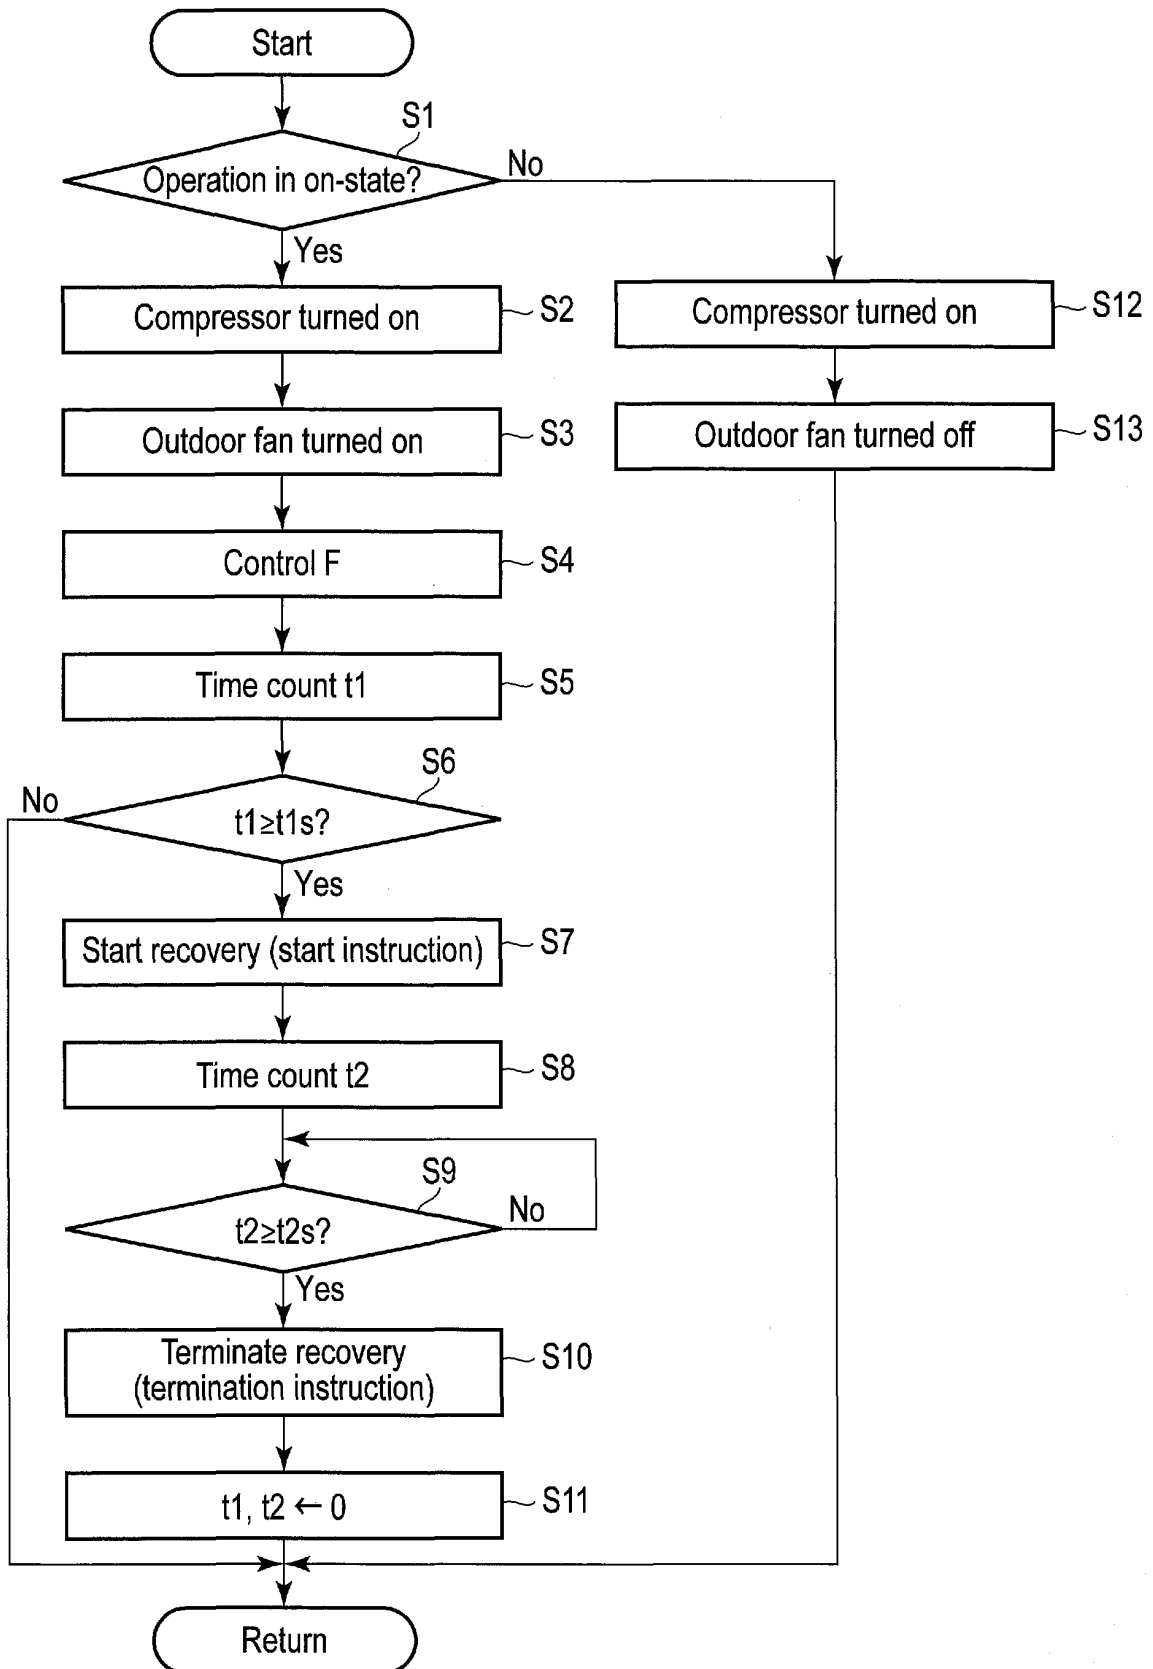 Start
S1
Operation in on-state?
No
Yes
Compressor turned on
S2
Compressor turned on
S12
Outdoor fan turned on
S3
Outdoor fan turned off
S13
Control F
S4
Time count t1
S5
S6
No
t1≥t1s?
Yes
Start recovery (start instruction)
S7
Time count t2
S8
S9
t2≥t2s?
No
Yes
Terminate recovery
(termination instruction)
S10
t1, t2 ← 0
S11
Return